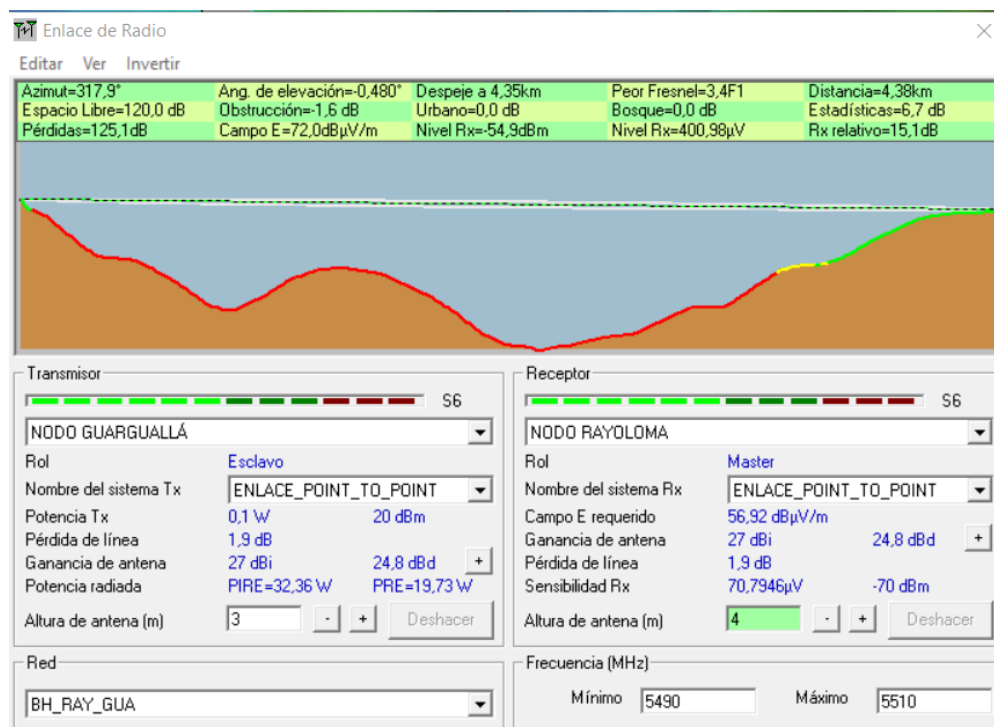 Enlace de Radio
Editar Ver Invertir
Azimut=317,9° Ang. de elevación=-0,480° Despeje a 4,35km Peor Fresnel=3,4F1 Distancia=4,38km
Espacio Libre=120,0 dB Obstrucción=-1,6 dB Urbano=0,0 dB Bosque=0,0 dB Estadísticas=6,7 dB
Pérdidas=125,1dB Campo E=72,0dBµV/m Nivel Rx=-54,9dBm Nivel Rx=400,98µV Rx relativo=15,1dB
Transmisor
S6
NODO GUARGUALLÁ
Rol Esclavo
Nombre del sistema Tx ENLACE_POINT_TO_POINT
Potencia Tx 0,1 W 20 dBm
Pérdida de línea 1,9 dB
Ganancia de antena 27 dBi 24,8 dBd +
Potencia radiada PIRE=32,36 W PRE=19,73 W
Altura de antena (m) 3 - + Deshacer
Red
BH_RAY_GUA
Receptor
S6
NODO RAYOLOMA
Rol Master
Nombre del sistema Rx ENLACE_POINT_TO_POINT
Campo E requerido 56,92 dBµV/m
Ganancia de antena 27 dBi 24,8 dBd +
Pérdida de línea 1,9 dB
Sensibilidad Rx 70,7946µV -70 dBm
Altura de antena (m) 4 - + Deshacer
Frecuencia (MHz)
Mínimo 5490 Máximo 5510